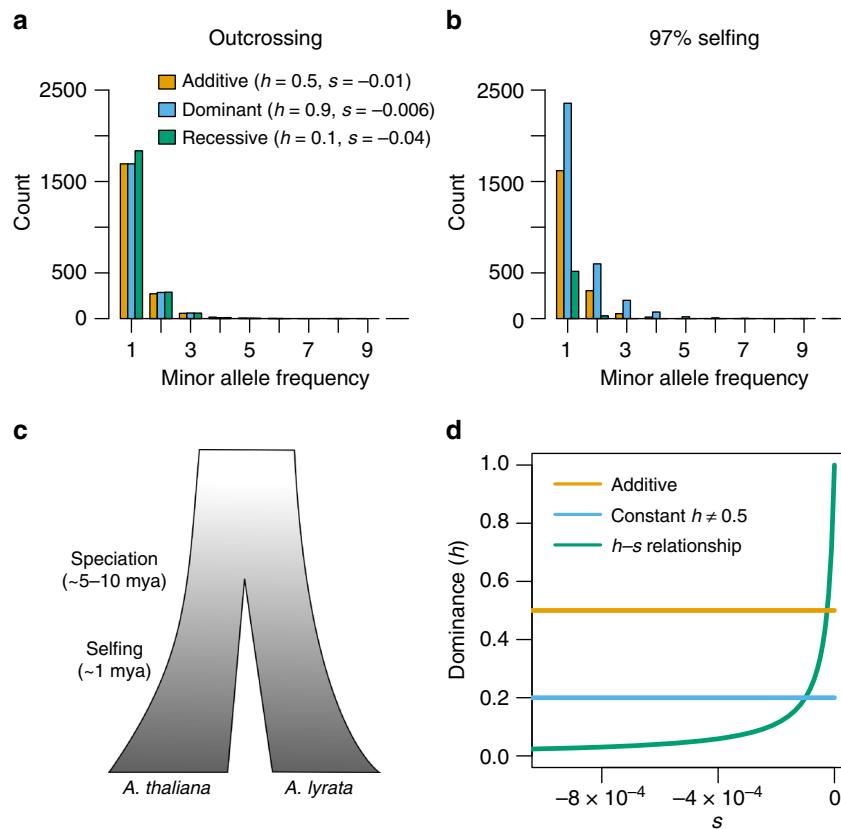 a
Outcrossing
2500
1500
500
0
Count
Additive (h = 0.5, s = –0.01)
Dominant (h = 0.9, s = –0.006)
Recessive (h = 0.1, s = –0.04)
1 3 5 7 9
Minor allele frequency
b
97% selfing
2500
1500
500
0
Count
1 3 5 7 9
Minor allele frequency
c
Speciation
(~5–10 mya)
Selfing
(~1 mya)
A. thaliana A. lyrata
d
1.0
0.8
0.6
0.4
0.2
0.0
Dominance (h)
Additive
Constant h ≠ 0.5
h–s relationship
–8 × 10⁻⁴ –4 × 10⁻⁴ 0
s